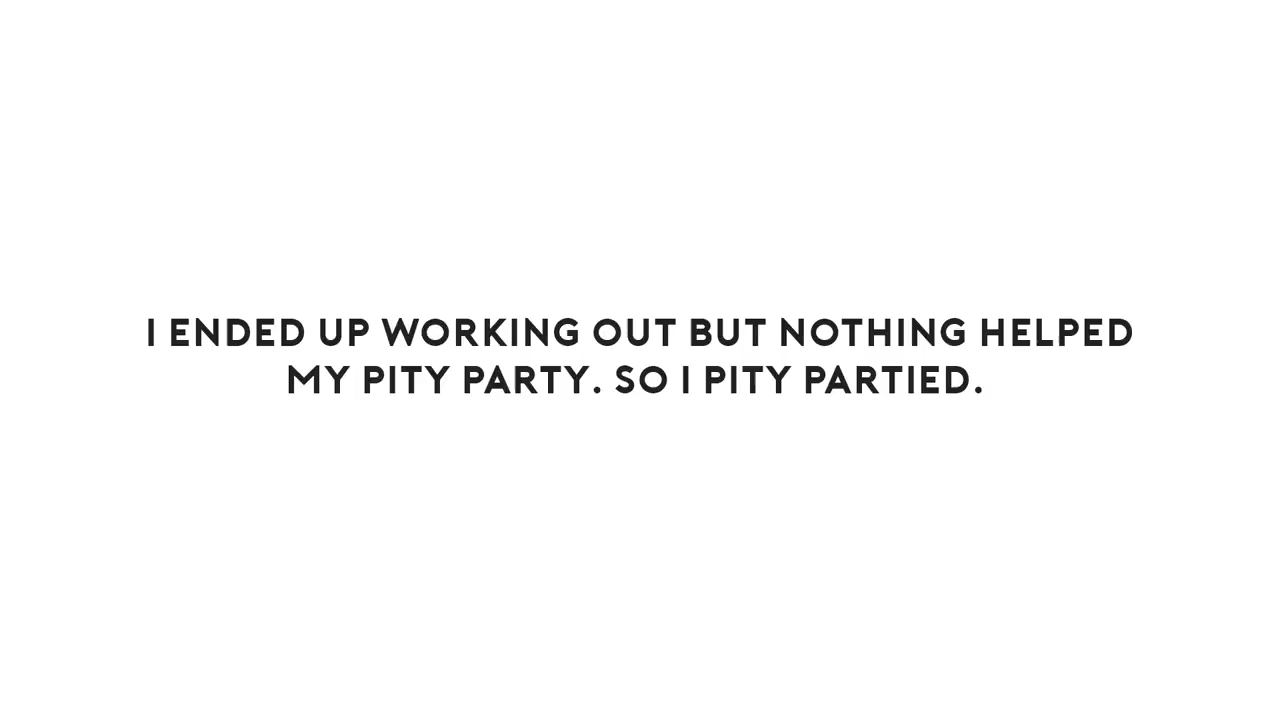 I ENDED UP WORKING OUT BUT NOTHING HELPED
MY PITY PARTY. SO I PITY PARTIED.